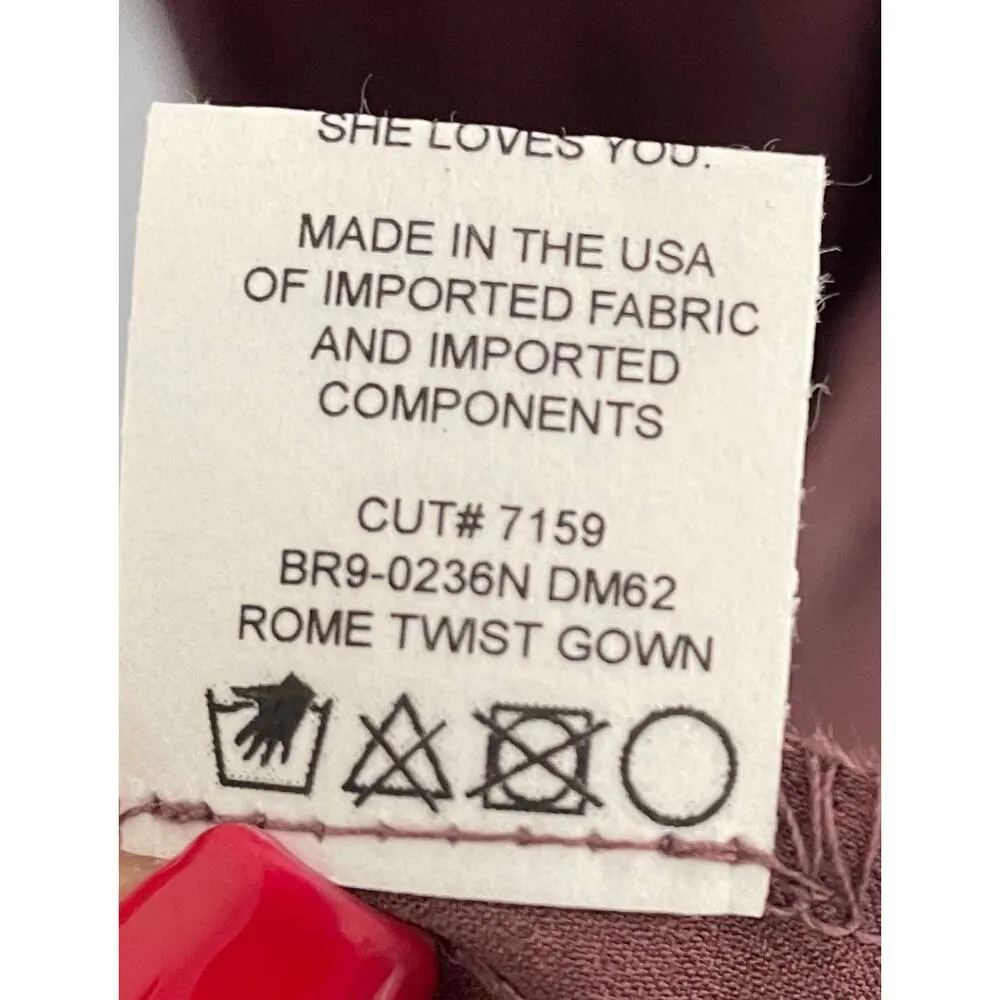 SHE LOVES YOU.
MADE IN THE USA
OF IMPORTED FABRIC
AND IMPORTED
COMPONENTS
CUT# 7159
BR9-0236N DM62
ROME TWIST GOWN